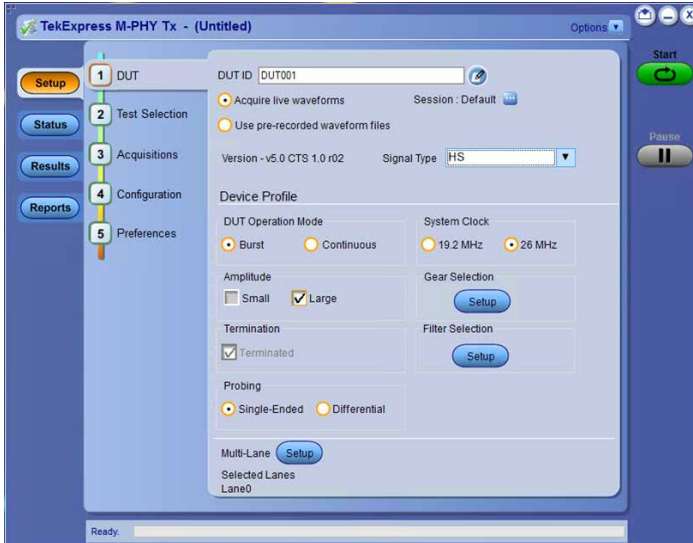 TekExpress M-PHY Tx - (Untitled)
Options
Start
Pause
Setup
Status
Results
Reports
1 DUT
2 Test Selection
3 Acquisitions
4 Configuration
5 Preferences
DUT ID DUT001
Acquire live waveforms
Session : Default
Use pre-recorded waveform files
Version - v5.0 CTS 1.0 r02 Signal Type HS
Device Profile
DUT Operation Mode
Burst Continuous
System Clock
19.2 MHz 26 MHz
Amplitude
Small Large
Gear Selection
Setup
Termination
Terminated
Filter Selection
Setup
Probing
Single-Ended Differential
Multi-Lane Setup
Selected Lanes
Lane0
Ready.